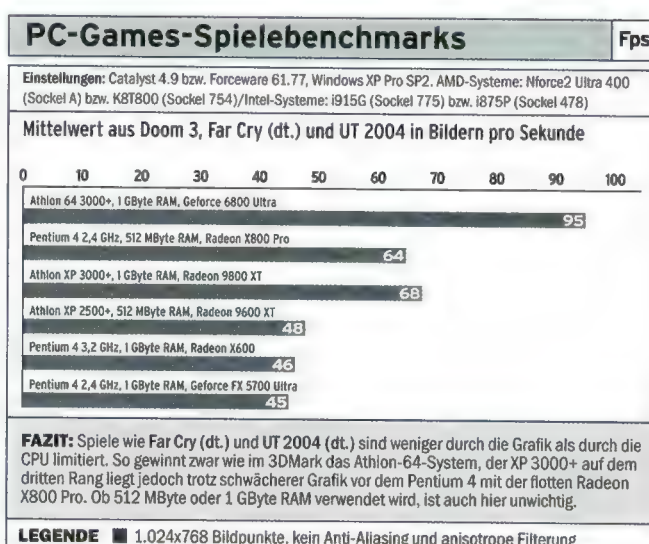 PC-Games-Spielebenchmarks
Fps
Einstellungen: Catalyst 4.9 bzw. Forceware 61.77, Windows XP Pro SP2. AMD-Systeme: Nforce2 Ultra 400
(Sockel A) bzw. K8T800 (Sockel 754)/Intel-Systeme: i915G (Sockel 775) bzw. i875P (Sockel 478)
Mittelwert aus Doom 3, Far Cry (dt.) und UT 2004 in Bildern pro Sekunde
0 10 20 30 40 50 60 70 80 90 100
Athlon 64 3000+, 1 GByte RAM, Geforce 6800 Ultra
95
Pentium 4 2,4 GHz, 512 MByte RAM, Radeon X800 Pro
64
Athlon XP 3000+, 1 GByte RAM, Radeon 9800 XT
68
Athlon XP 2500+, 512 MByte RAM, Radeon 9600 XT
48
Pentium 4 3,2 GHz, 1 GByte RAM, Radeon X600
46
Pentium 4 2,4 GHz, 1 GByte RAM, Geforce FX 5700 Ultra
45
FAZIT: Spiele wie Far Cry (dt.) und UT 2004 (dt.) sind weniger durch die Grafik als durch die
CPU limitiert. So gewinnt zwar wie im 3DMark das Athlon-64-System, der XP 3000+ auf dem
dritten Rang liegt jedoch trotz schwächerer Grafik vor dem Pentium 4 mit der flotten Radeon
X800 Pro. Ob 512 MByte oder 1 GByte RAM verwendet wird, ist auch hier unwichtig.
LEGENDE ■ 1.024x768 Bildpunkte, kein Anti-Aliasing und anisotrope Filterung